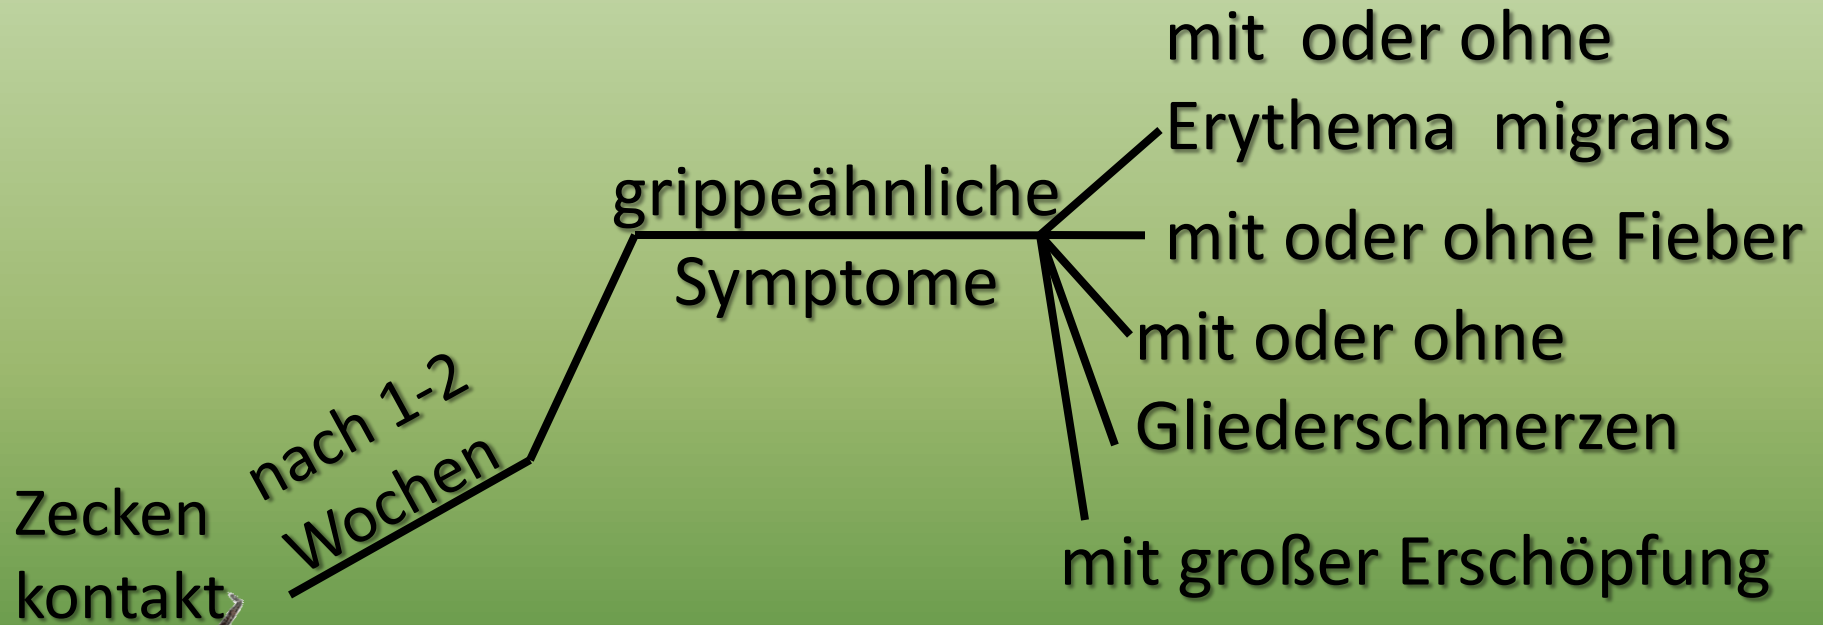 Zecken
kontakt
nach 1-2
Wochen
grippeähnliche
Symptome
mit oder ohne
Erythema migrans
mit oder ohne Fieber
mit oder ohne
Gliederschmerzen
mit großer Erschöpfung